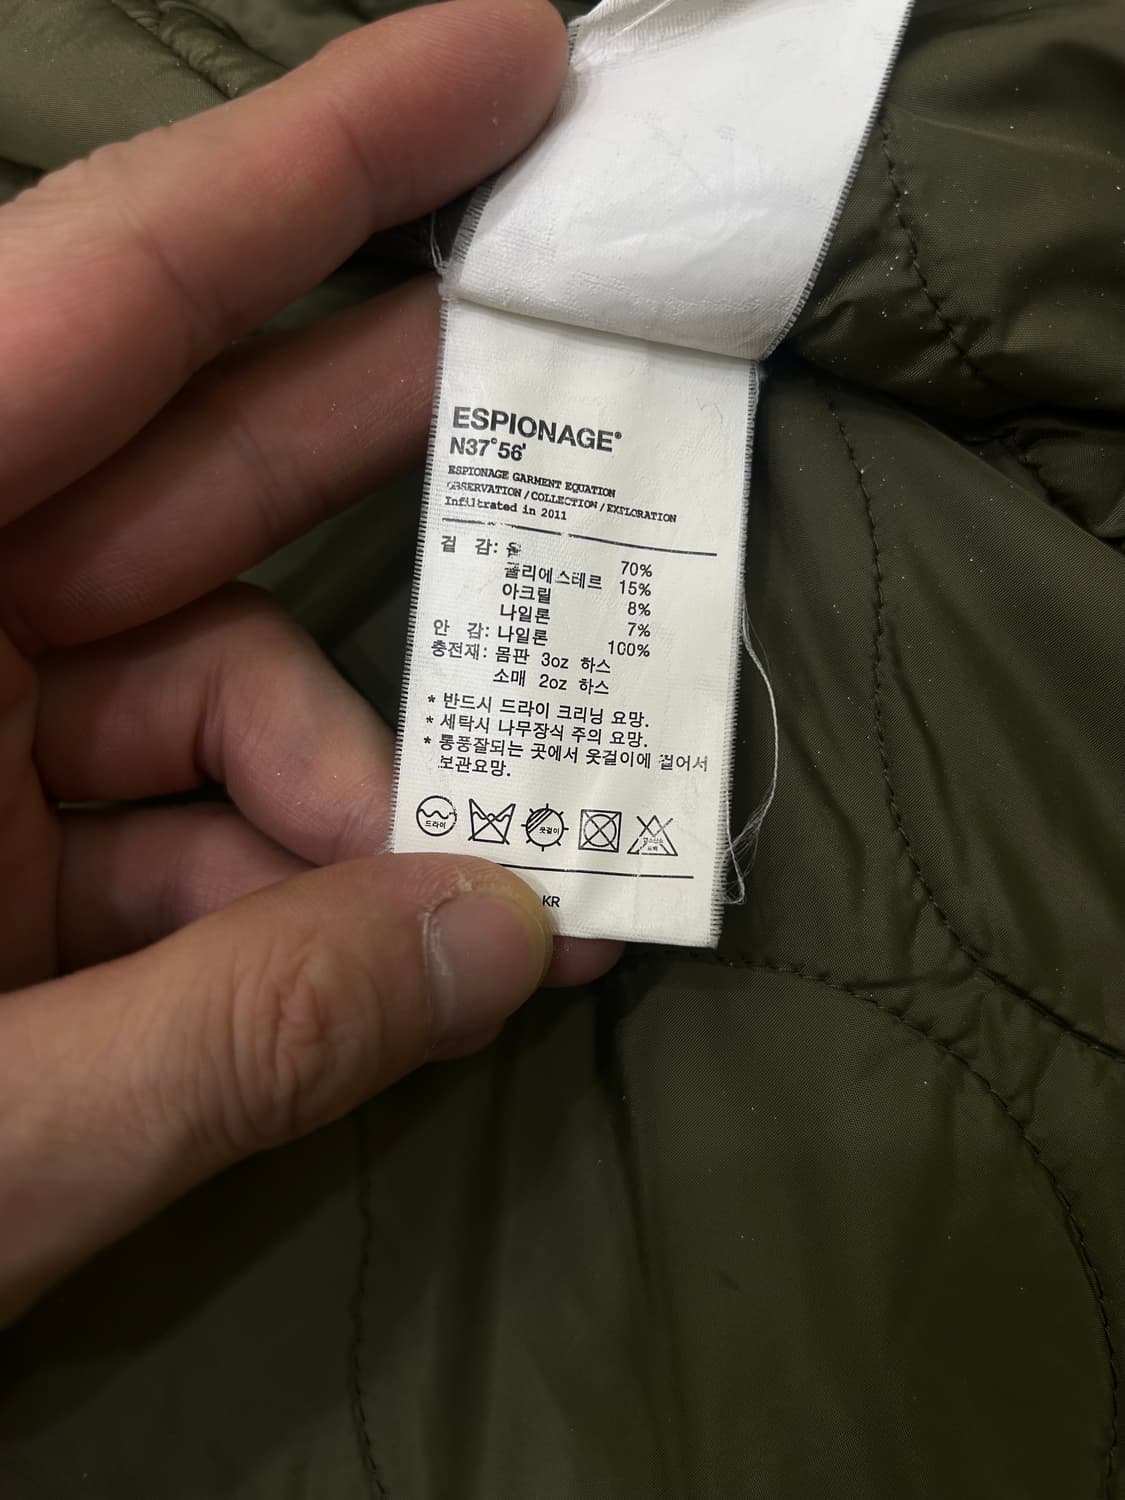 ESPIONAGE®
N37°56'
ESPIONAGE GARMENT EQUATION
OBSERVATION/COLLECTION/EXPLORATION
Infiltrated in 2011
겉 감: 울 70%
폴리에스테르 15%
아크릴 8%
나일론 7%
안 감: 나일론 100%
충전재: 몸판 3oz 하스
소매 2oz 하스
* 반드시 드라이 크리닝 요망.
* 세탁시 나무장식 주의 요망.
* 통풍잘되는 곳에서 옷걸이에 걸어서
보관요망.
드라이 옷걸이
KR